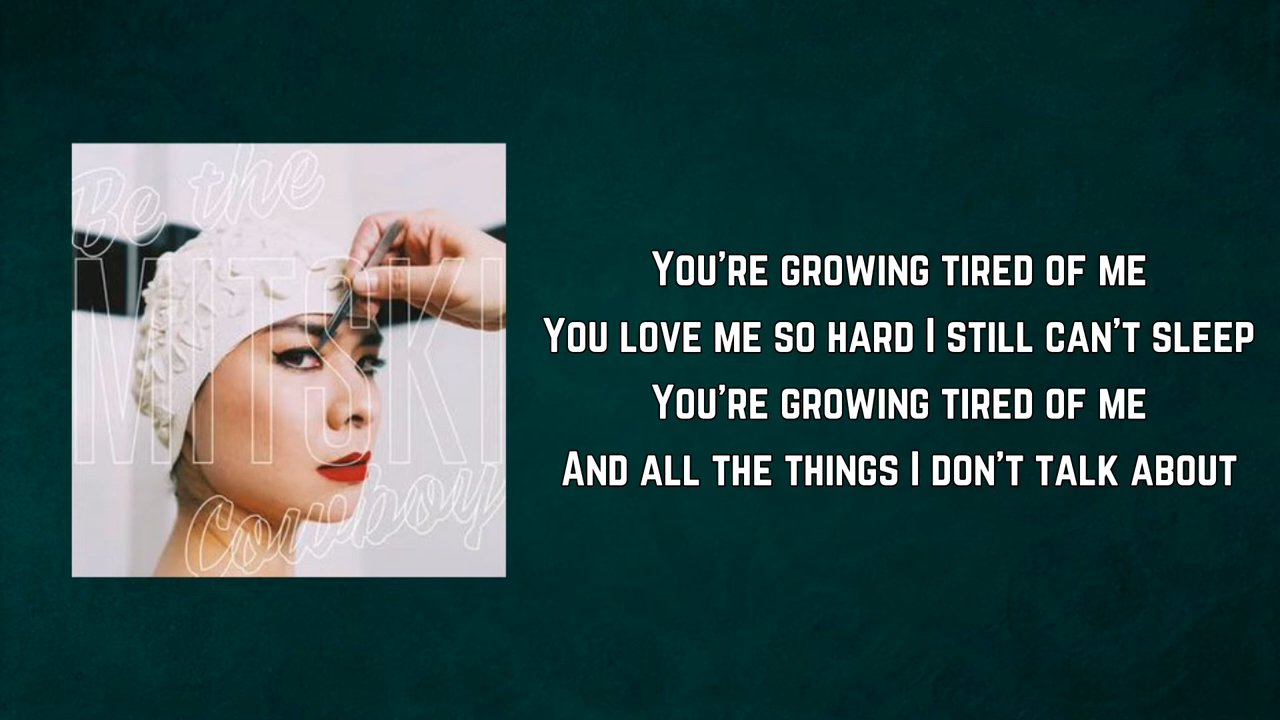 Be the
MITSKI
Cowboy
You're growing tired of me
You love me so hard I still can't sleep
You're growing tired of me
And all the things I don't talk about